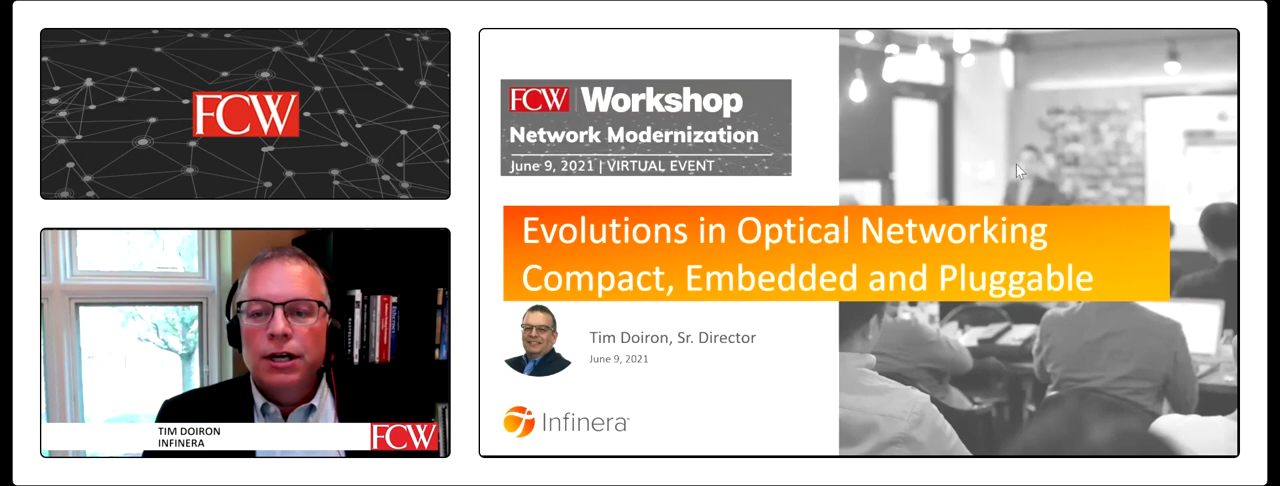 FCW
TIM DOIRON
INFINERA
FCW
FCW Workshop
Network Modernization
June 9, 2021 | VIRTUAL EVENT
Evolutions in Optical Networking
Compact, Embedded and Pluggable
Tim Doiron, Sr. Director
June 9, 2021
Infinera